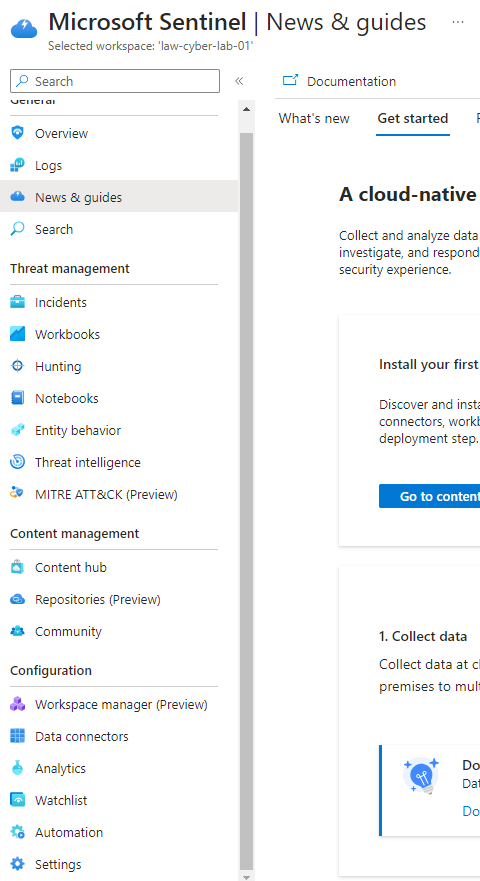 Microsoft Sentinel | News & guides ...
Selected workspace: 'law-cyber-lab-01'
Search
«
General
Overview
Logs
News & guides
Search
Threat management
Incidents
Workbooks
Hunting
Notebooks
Entity behavior
Threat intelligence
MITRE ATT&CK (Preview)
Content management
Content hub
Repositories (Preview)
Community
Configuration
Workspace manager (Preview)
Data connectors
Analytics
Watchlist
Automation
Settings
Documentation
What's new Get started
A cloud-native
Collect and analyze data
investigate, and respond
security experience.
Install your first
Discover and insta
connectors, workb
deployment step.
Go to content
1. Collect data
Collect data at cl
premises to mult
Do
Dat
Do